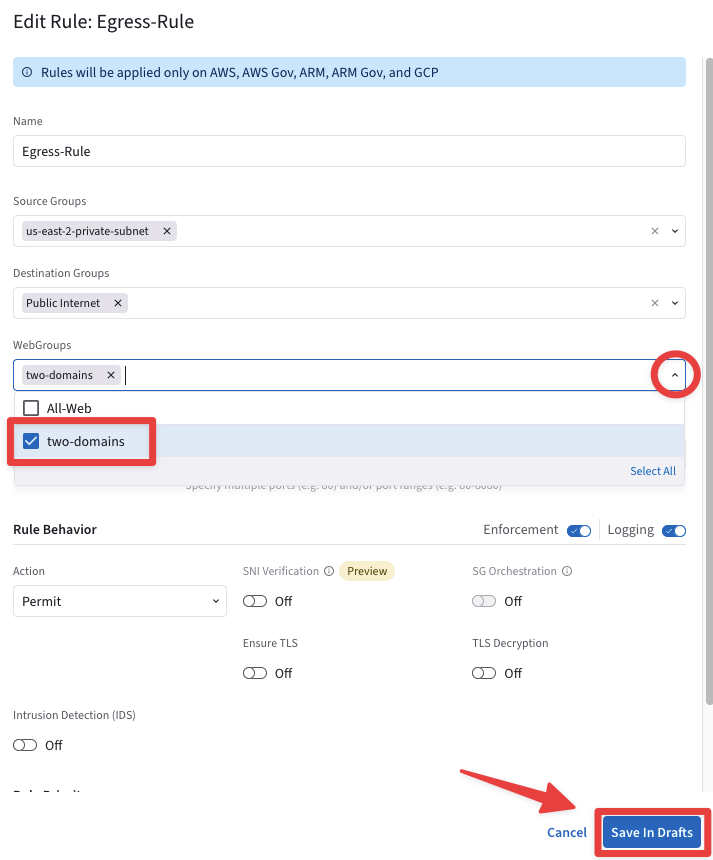 Edit Rule: Egress-Rule
Rules will be applied only on AWS, AWS Gov, ARM, ARM Gov, and GCP
Name
Egress-Rule
Source Groups
us-east-2-private-subnet
Destination Groups
Public Internet
WebGroups
two-domains
All-Web
two-domains
Select All
Specify multiple ports (e.g. 80) and/or port ranges (e.g. 80-8080)
Rule Behavior Enforcement Logging
Action SNI Verification Preview SG Orchestration
Permit Off Off
Ensure TLS TLS Decryption
Off Off
Intrusion Detection (IDS)
Off
Rule Priority
Cancel Save In Drafts